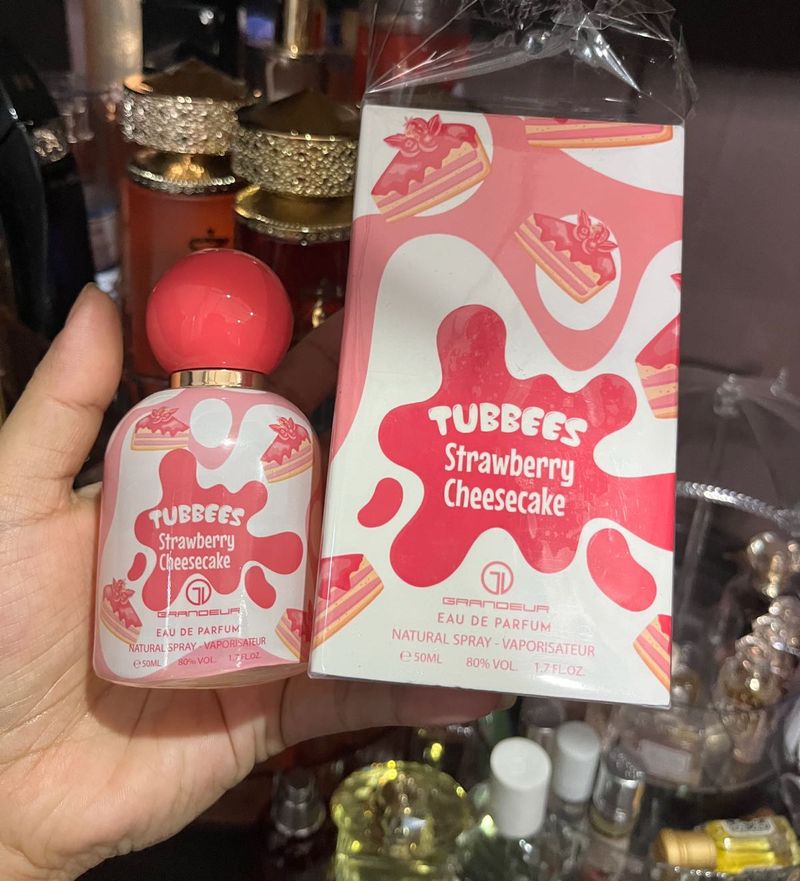 TUBBEES
Strawberry
Cheesecake
GRANDEUR
EAU DE PARFUM
NATURAL SPRAY - VAPORISATEUR
℮ 50ML 80% VOL. 1.7 FL.OZ.
TUBBEES
Strawberry
Cheesecake
GRANDEUR
EAU DE PARFUM
NATURAL SPRAY - VAPORISATEUR
℮ 50ML 80% VOL. 1.7 FL.OZ.